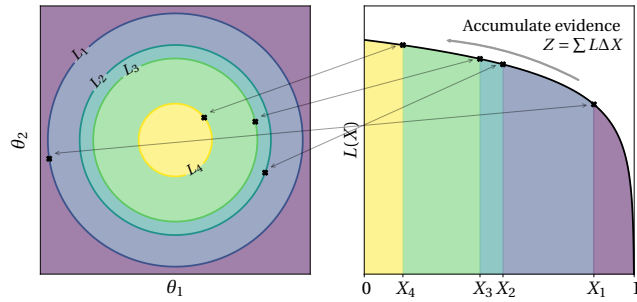 L₁
L₂
L₃
L₄
θ₂
θ₁
Accumulate evidence
Z = ∑ LΔX
L(X)
0
X₄
X₃
X₂
X₁
1